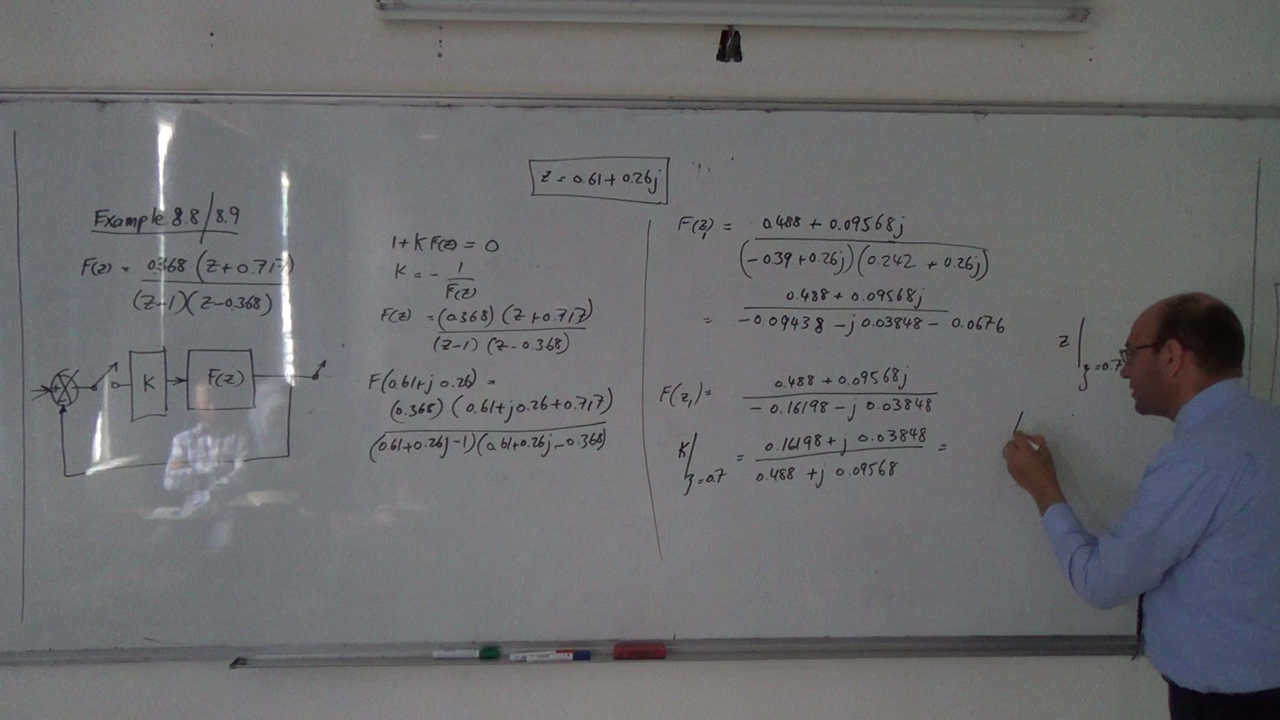 z = 0.61 + 0.26j
Example 8.8/8.9
F(z) = 0.368 (z + 0.717)
(z-1)(z-0.368)
K
F(z)
1 + K F(z) = 0
K = - 1
F(z)
F(z) = (0.368) (z + 0.717)
(z-1) (z-0.368)
F(0.61+j 0.26) =
(0.368) (0.61+j0.26+0.717)
(0.61+0.26j-1)(0.61+0.26j-0.368)
F(z₁) = 0.488 + 0.09568j
(-0.39+0.26j)(0.242 + 0.26j)
= 0.488 + 0.09568j
-0.09438 - j 0.03848 - 0.0676
F(z₁) = 0.488 + 0.09568j
- 0.16198 - j 0.03848
K| = 0.16198 + j 0.03848 =
ζ=0.7 0.488 + j 0.09568
z|
ζ=0.7